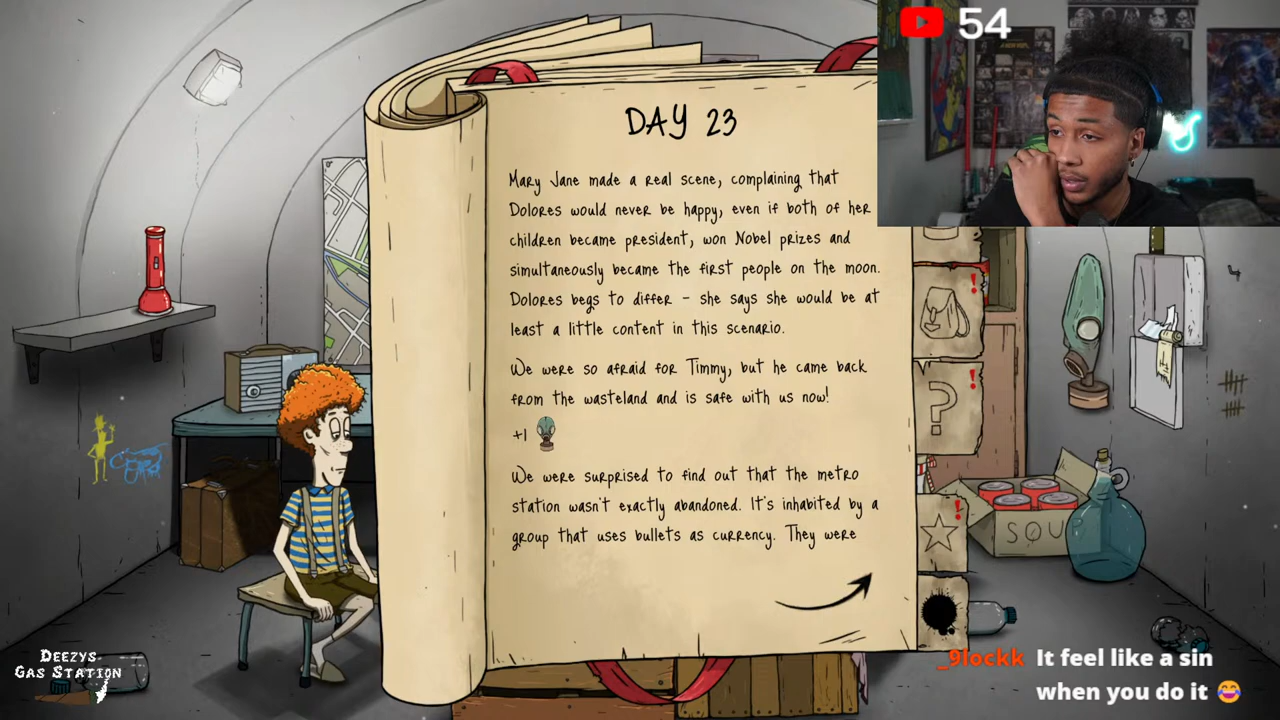 54
DAY 23
Mary Jane made a real scene, complaining that
Dolores would never be happy, even if both of her
children became president, won Nobel prizes and
simultaneously became the first people on the moon.
Dolores begs to differ - she says she would be at
least a little content in this scenario.
We were so afraid for Timmy, but he came back
from the wasteland and is safe with us now!
+1
We were surprised to find out that the metro
station wasn't exactly abandoned. It's inhabited by a
group that uses bullets as currency. They were
!
!
?
!
SOU
DEEZYS
GAS STATION
_9lockk It feel like a sin
when you do it 😂